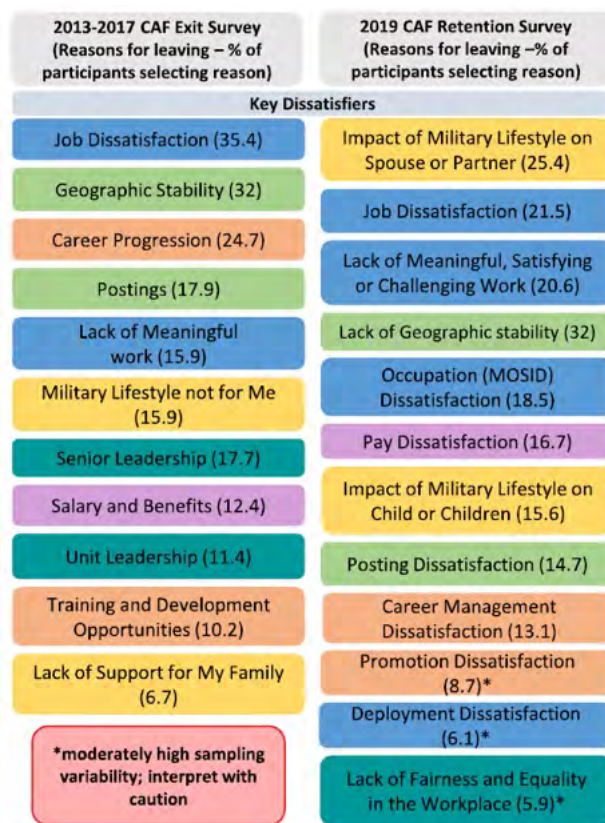 2013-2017 CAF Exit Survey
(Reasons for leaving – % of
participants selecting reason)
2019 CAF Retention Survey
(Reasons for leaving –% of
participants selecting reason)
Key Dissatisfiers
Job Dissatisfaction (35.4)
Geographic Stability (32)
Career Progression (24.7)
Postings (17.9)
Lack of Meaningful
work (15.9)
Military Lifestyle not for Me
(15.9)
Senior Leadership (17.7)
Salary and Benefits (12.4)
Unit Leadership (11.4)
Training and Development
Opportunities (10.2)
Lack of Support for My Family
(6.7)
*moderately high sampling
variability; interpret with
caution
Impact of Military Lifestyle on
Spouse or Partner (25.4)
Job Dissatisfaction (21.5)
Lack of Meaningful, Satisfying
or Challenging Work (20.6)
Lack of Geographic stability (32)
Occupation (MOSID)
Dissatisfaction (18.5)
Pay Dissatisfaction (16.7)
Impact of Military Lifestyle on
Child or Children (15.6)
Posting Dissatisfaction (14.7)
Career Management
Dissatisfaction (13.1)
Promotion Dissatisfaction
(8.7)*
Deployment Dissatisfaction
(6.1)*
Lack of Fairness and Equality
in the Workplace (5.9)*